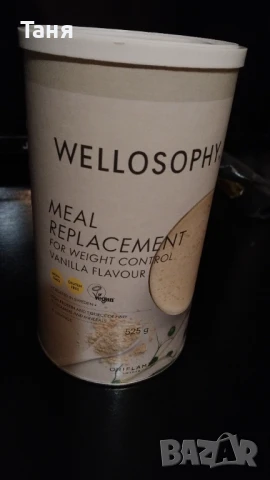 Таня
WELLOSOPHY
MEAL
REPLACEMENT
FOR WEIGHT CONTROL
VANILLA FLAVOUR
Vegan
525 g
ORIFLAME
BAZAR